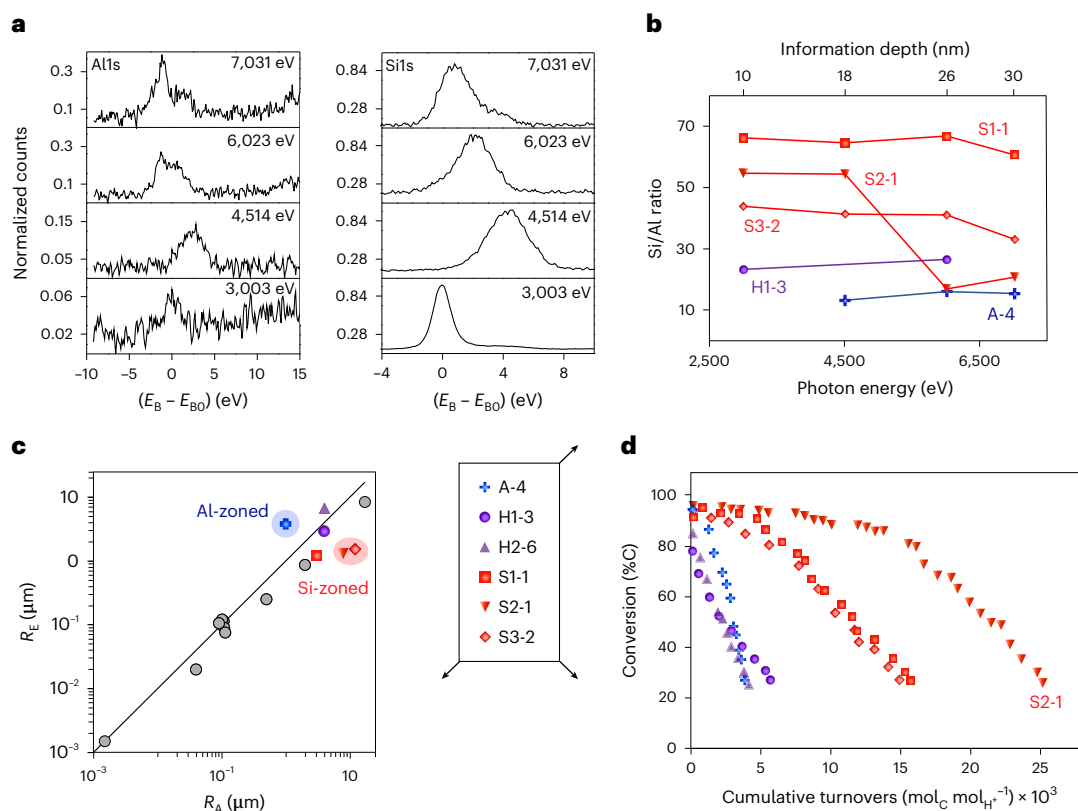 a
Al1s
7,031 eV
0.3
0.1
6,023 eV
0.3
0.1
4,514 eV
0.15
0.05
3,003 eV
0.06
0.02
Normalized counts
−10 −5 0 5 10 15
(E_B − E_B0) (eV)
Si1s
7,031 eV
0.84
0.28
6,023 eV
0.84
0.28
4,514 eV
0.84
0.28
3,003 eV
0.84
0.28
−4 0 4 8
(E_B − E_B0) (eV)
b
Information depth (nm)
10 18 26 30
Si/Al ratio
70
50
30
10
S1-1
S2-1
S3-2
H1-3
A-4
2,500 4,500 6,500
Photon energy (eV)
c
R_E (μm)
10
1
10⁻¹
10⁻²
10⁻³
Al-zoned
Si-zoned
10⁻³ 10⁻¹ 10
R_A (μm)
A-4
H1-3
H2-6
S1-1
S2-1
S3-2
d
Conversion (%C)
100
80
60
40
20
0
S2-1
0 5 10 15 20 25
Cumulative turnovers (mol_C mol_H⁺⁻¹) × 10³